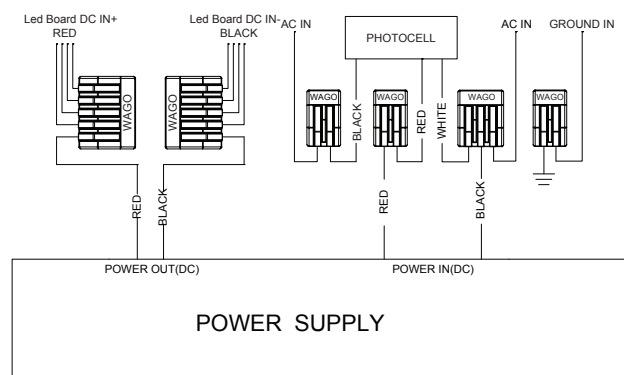 Led Board DC IN+
RED
Led Board DC IN-
BLACK
AC IN
PHOTOCELL
AC IN
GROUND IN
WAGO
WAGO
WAGO
WAGO
WAGO
WAGO
BLACK
RED
WHITE
RED
BLACK
RED
BLACK
POWER OUT(DC)
POWER IN(DC)
POWER SUPPLY